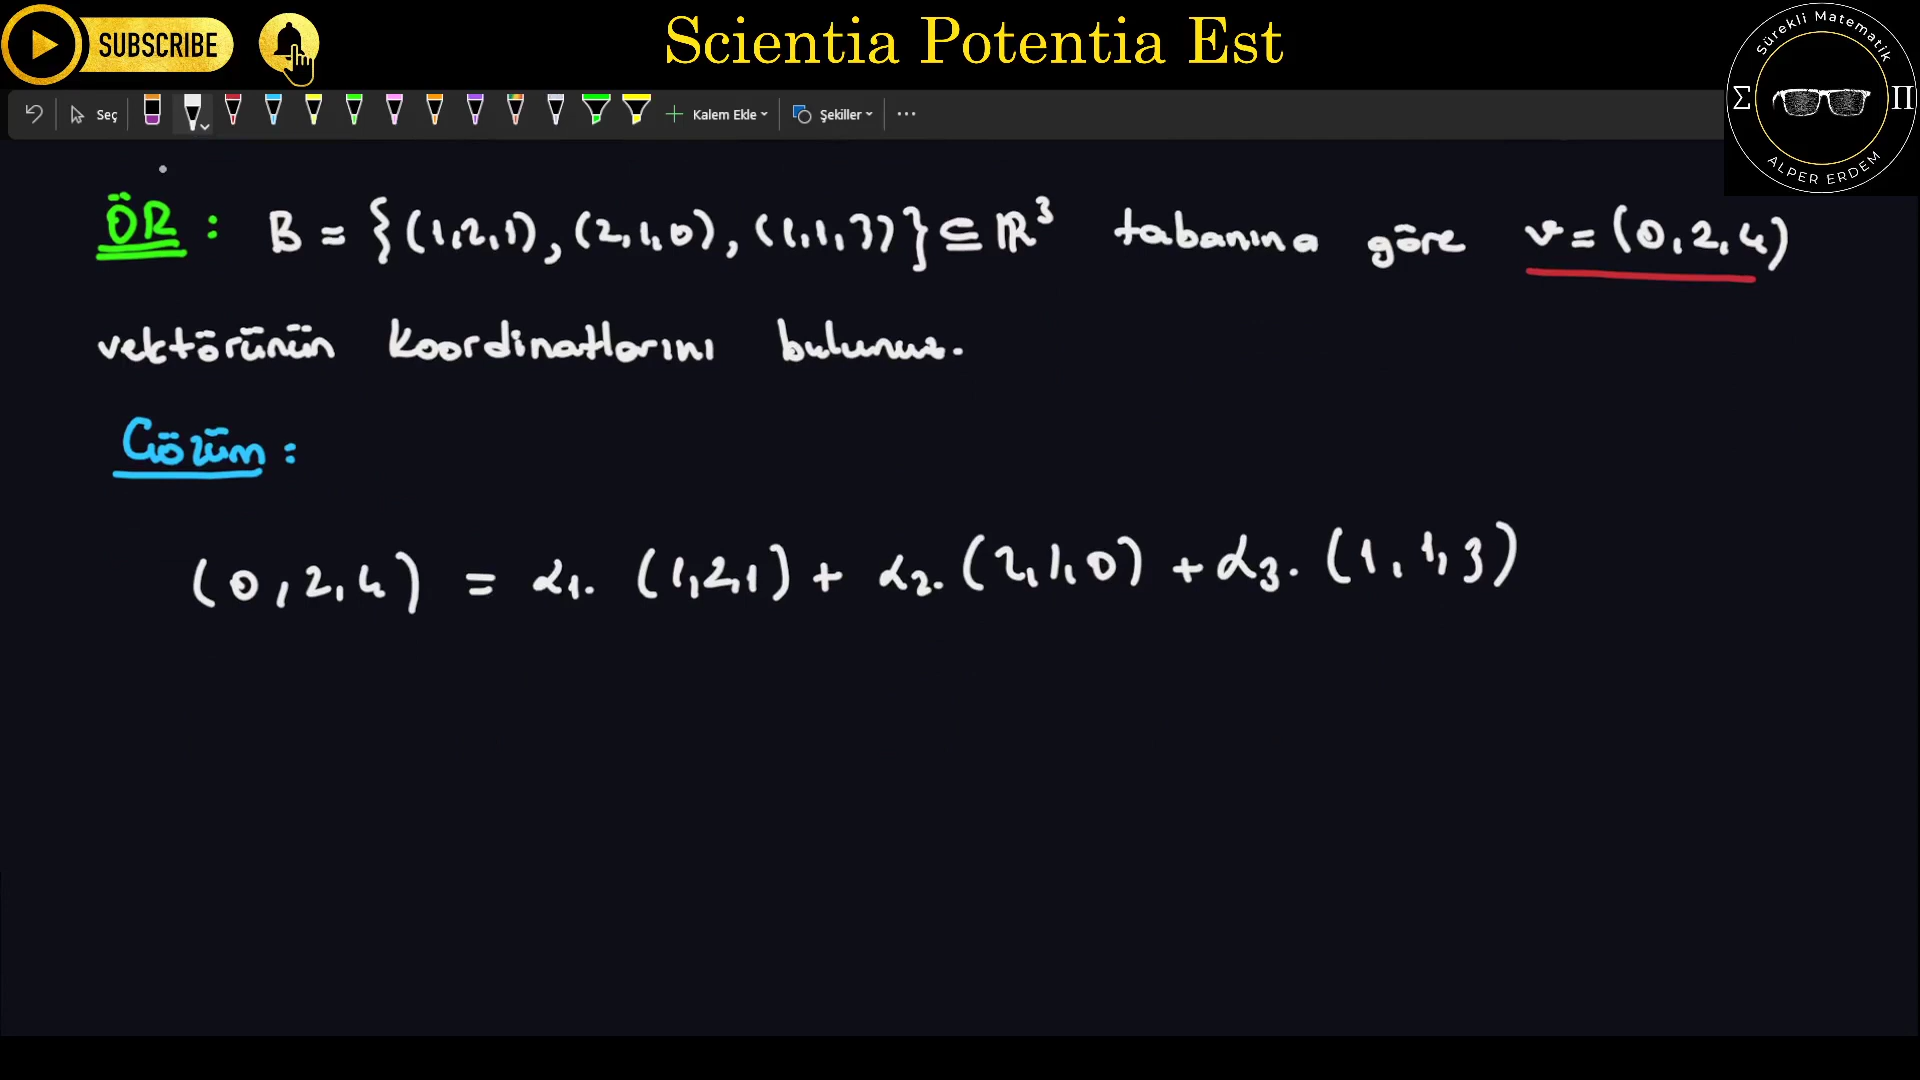 SUBSCRIBE
Scientia Potentia Est
Sürekli Matematik
Σ Π
ALPER ERDEM
Seç
Kalem Ekle
Şekiller
ÖR : B = {(1,2,1), (2,1,0), (1,1,3)} ⊆ ℝ³ tabanına göre v = (0,2,4)
vektörünün koordinatlarını bulunuz.
Çözüm :
(0,2,4) = α₁. (1,2,1) + α₂. (2,1,0) + α₃. (1,1,3)